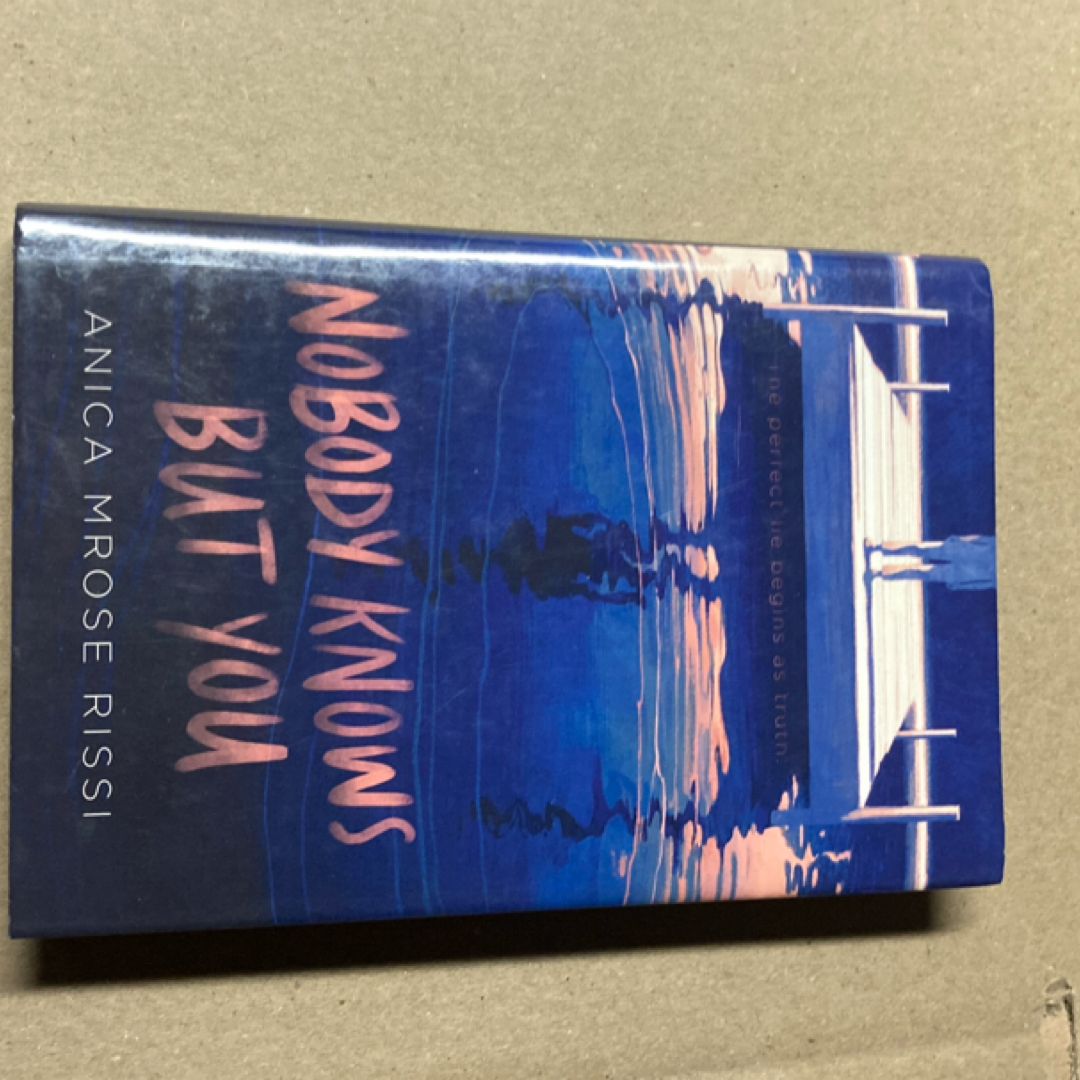 The perfect lie begins as truth.
NOBODY KNOWS
BUT YOU
ANICA MROSE RISSI